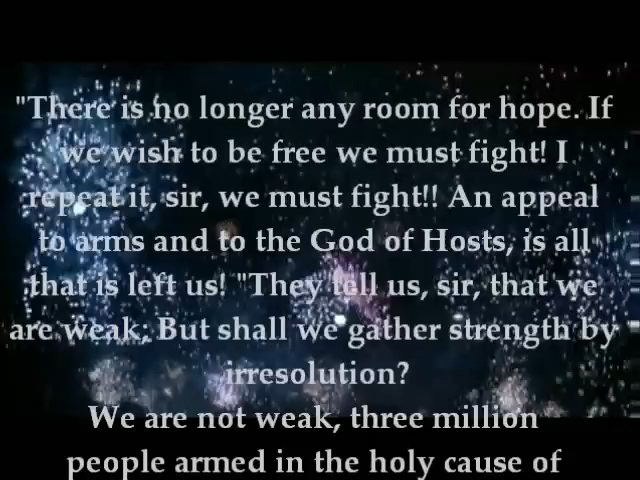 "There is no longer any room for hope. If
we wish to be free we must fight! I
repeat it, sir, we must fight!! An appeal
to arms and to the God of Hosts, is all
that is left us! "They tell us, sir, that we
are weak; But shall we gather strength by
irresolution?
We are not weak, three million
people armed in the holy cause of